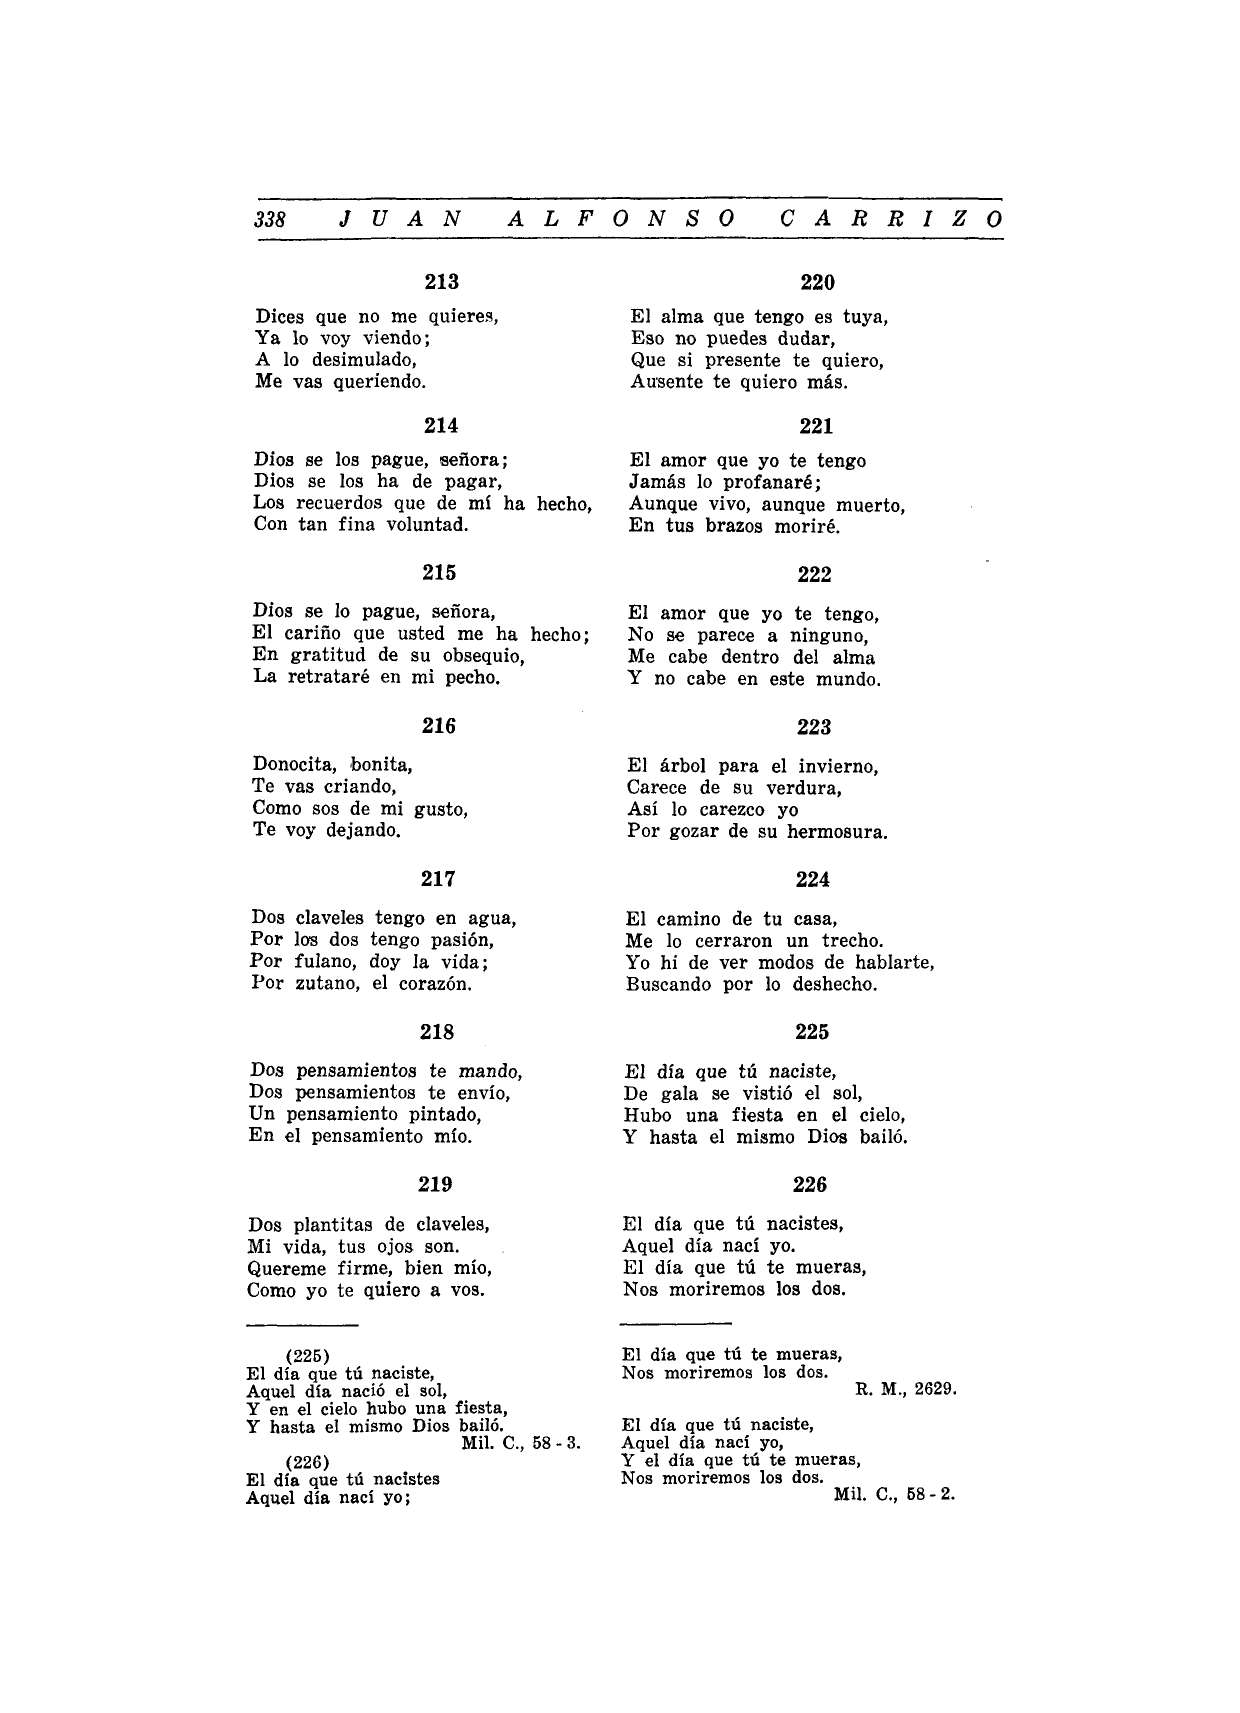 338 JUAN ALFONSO CARRIZO
213
Dices que no me quieres,
Ya lo voy viendo;
A lo desimulado,
Me vas queriendo.
214
Dios se los pague, señora;
Dios se los ha de pagar,
Los recuerdos que de mí ha hecho,
Con tan fina voluntad.
215
Dios se lo pague, señora,
El cariño que usted me ha hecho;
En gratitud de su obsequio,
La retrataré en mi pecho.
216
Donocita, bonita,
Te vas criando,
Como sos de mi gusto,
Te voy dejando.
217
Dos claveles tengo en agua,
Por los dos tengo pasión,
Por fulano, doy la vida;
Por zutano, el corazón.
218
Dos pensamientos te mando,
Dos pensamientos te envío,
Un pensamiento pintado,
En el pensamiento mío.
219
Dos plantitas de claveles,
Mi vida, tus ojos son.
Quereme firme, bien mío,
Como yo te quiero a vos.
220
El alma que tengo es tuya,
Eso no puedes dudar,
Que si presente te quiero,
Ausente te quiero más.
221
El amor que yo te tengo
Jamás lo profanaré;
Aunque vivo, aunque muerto,
En tus brazos moriré.
222
El amor que yo te tengo,
No se parece a ninguno,
Me cabe dentro del alma
Y no cabe en este mundo.
223
El árbol para el invierno,
Carece de su verdura,
Así lo carezco yo
Por gozar de su hermosura.
224
El camino de tu casa,
Me lo cerraron un trecho.
Yo hi de ver modos de hablarte,
Buscando por lo deshecho.
225
El día que tú naciste,
De gala se vistió el sol,
Hubo una fiesta en el cielo,
Y hasta el mismo Dios bailó.
226
El día que tú nacistes,
Aquel día nací yo.
El día que tú te mueras,
Nos moriremos los dos.
(225)
El día que tú naciste,
Aquel día nació el sol,
Y en el cielo hubo una fiesta,
Y hasta el mismo Dios bailó.
Mil. C., 58 - 3.
(226)
El día que tú nacistes
Aquel día nací yo;
El día que tú te mueras,
Nos moriremos los dos.
R. M., 2629.
El día que tú naciste,
Aquel día nací yo,
Y el día que tú te mueras,
Nos moriremos los dos.
Mil. C., 58 - 2.